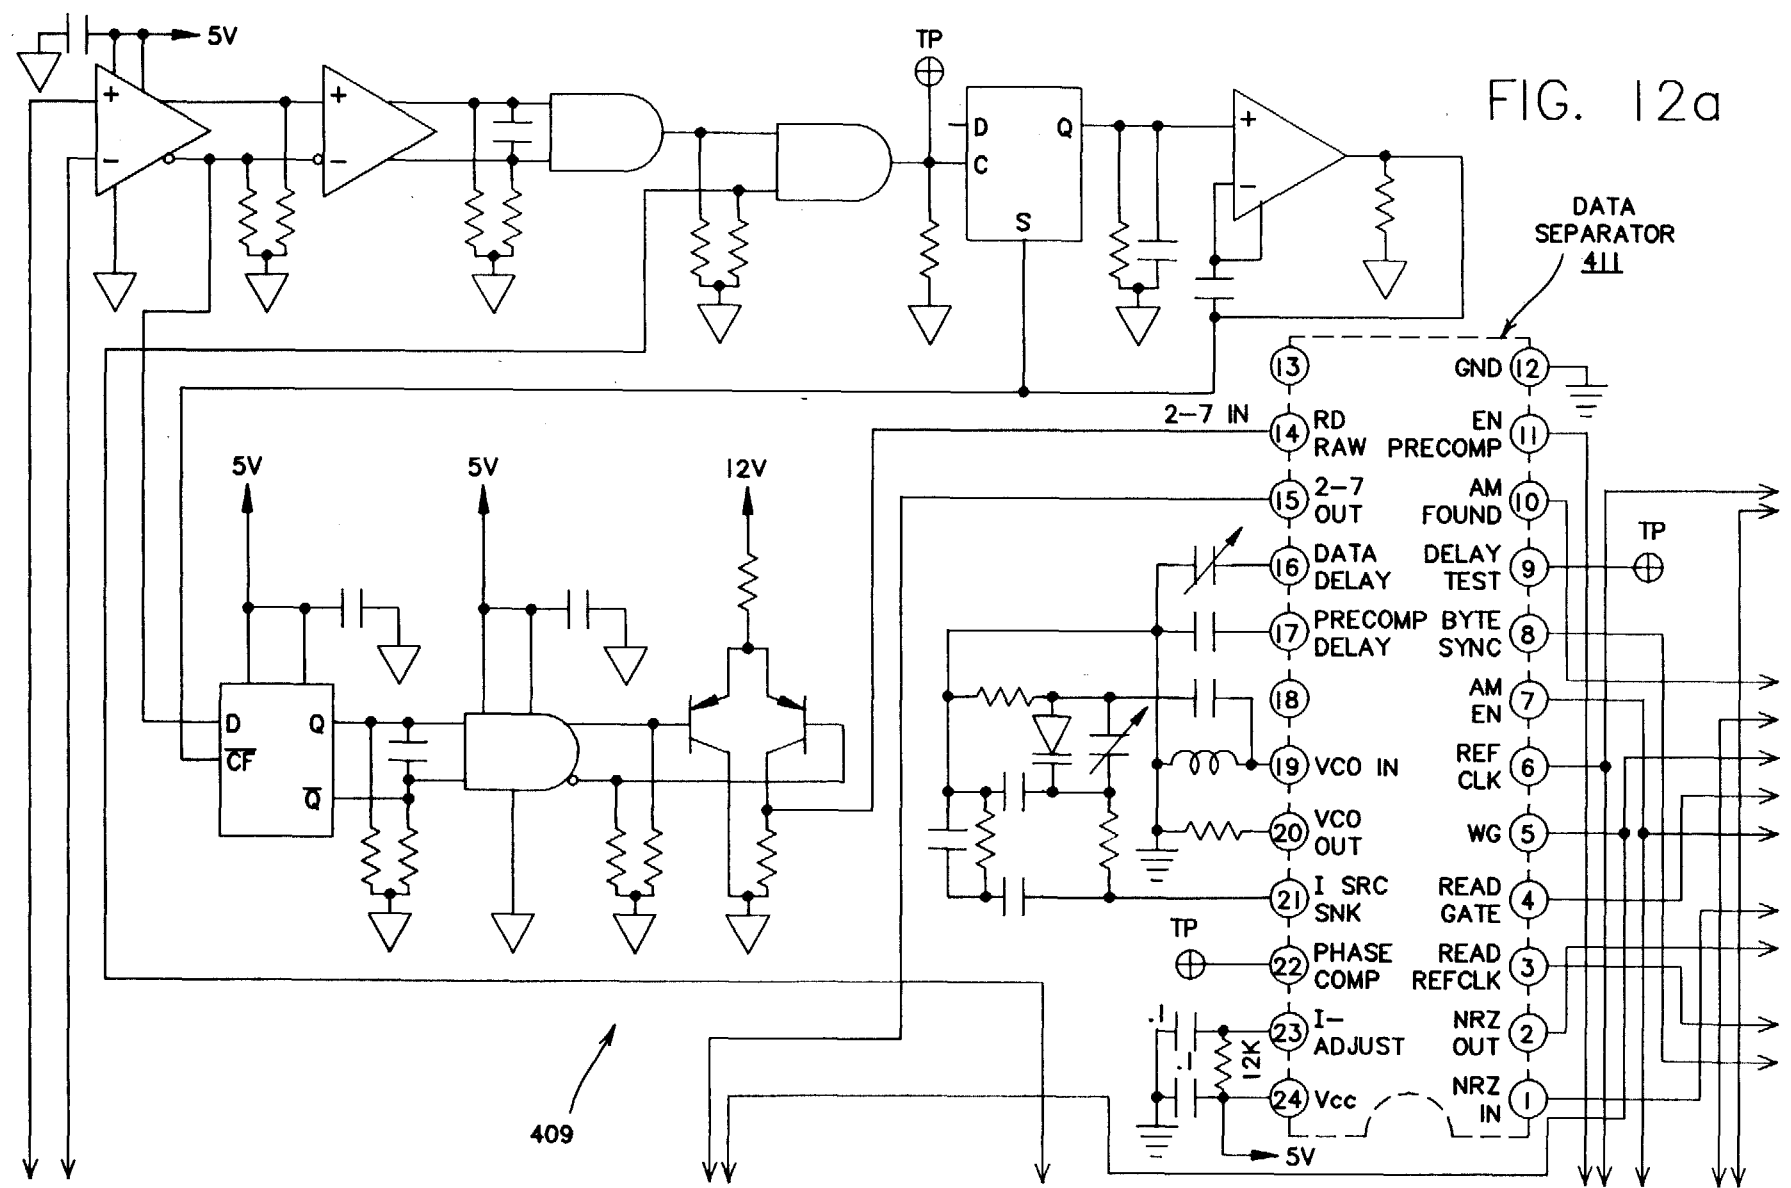 5V
TP
FIG. 12a
+
−
+
−
D
Q
C
S
+
−
DATA
SEPARATOR
411
13
GND 12
2-7 IN
14 RD
RAW
EN
PRECOMP 11
5V
5V
12V
15 2-7
OUT
AM
FOUND 10
TP
16 DATA
DELAY
DELAY
TEST 9
17 PRECOMP
DELAY
BYTE
SYNC 8
18
AM
EN 7
D
Q
CF
Q
19 VCO IN
REF
CLK 6
20 VCO
OUT
WG 5
21 I SRC
SNK
READ
GATE 4
TP
22 PHASE
COMP
READ
REFCLK 3
.1
23 I-
ADJUST
NRZ
OUT 2
.1
12K
24 Vcc
NRZ
IN 1
409
5V